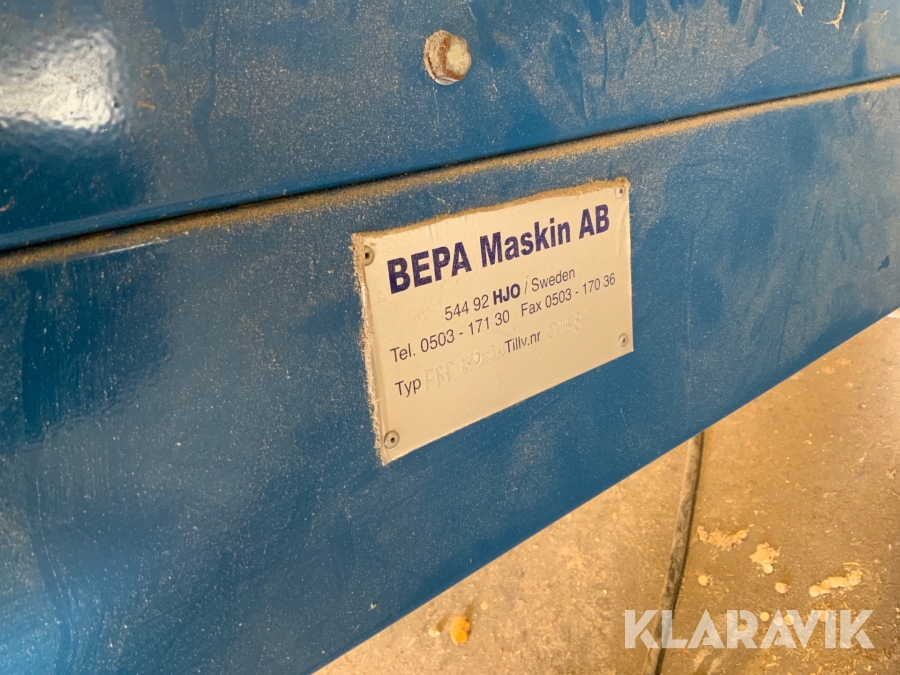 BEPA Maskin AB
544 92 HJO / Sweden
Tel. 0503 - 171 30 Fax 0503 - 170 36
Typ Tillv.nr
KLARAVIK